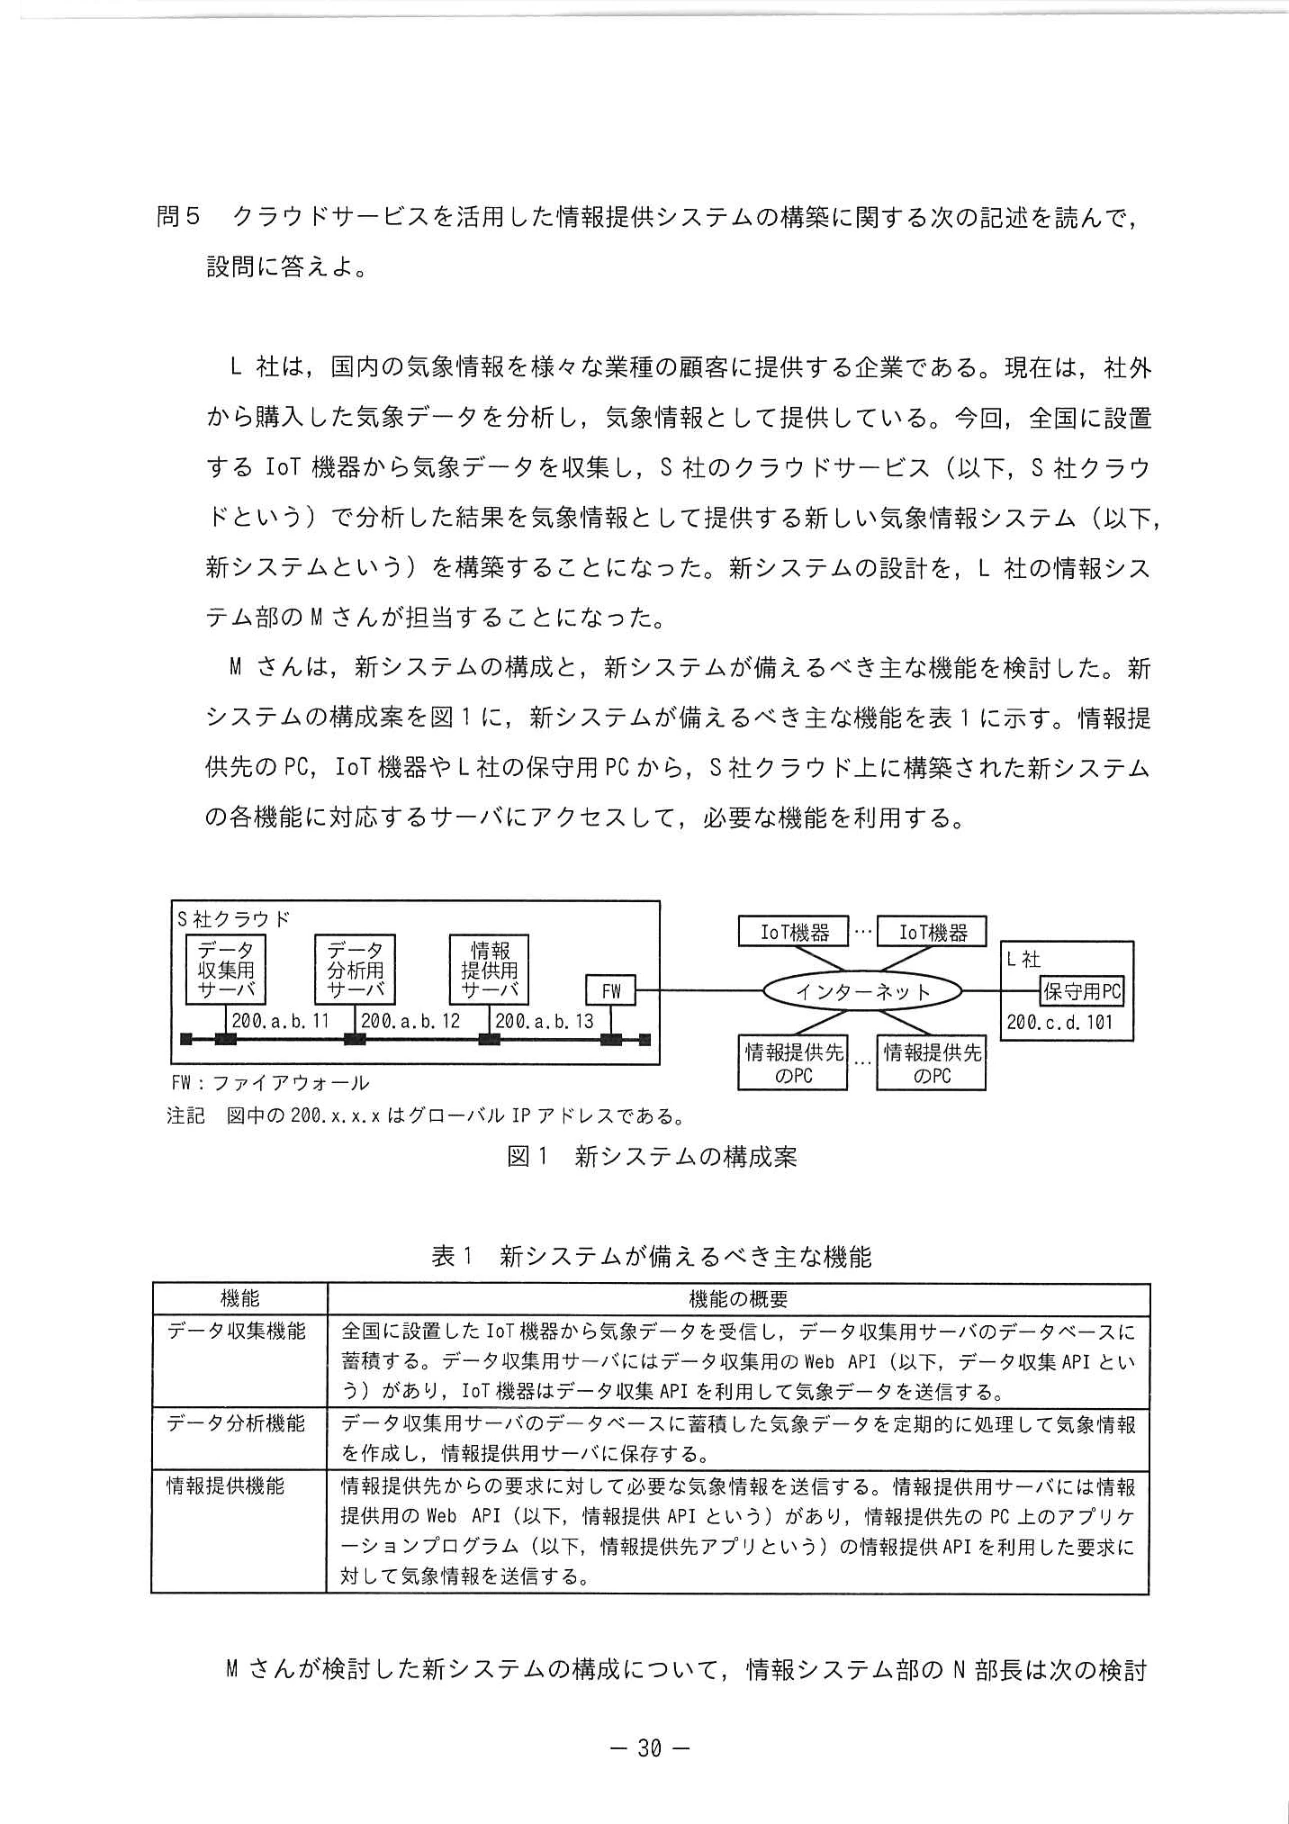 問5　クラウドサービスを活用した情報提供システムの構築に関する次の記述を読んで，
設問に答えよ。
L 社は，国内の気象情報を様々な業種の顧客に提供する企業である。現在は，社外
から購入した気象データを分析し，気象情報として提供している。今回，全国に設置
する IoT 機器から気象データを収集し，S 社のクラウドサービス（以下，S 社クラウ
ドという）で分析した結果を気象情報として提供する新しい気象情報システム（以下，
新システムという）を構築することになった。新システムの設計を，L 社の情報シス
テム部の M さんが担当することになった。
M さんは，新システムの構成と，新システムが備えるべき主な機能を検討した。新
システムの構成案を図 1 に，新システムが備えるべき主な機能を表 1 に示す。情報提
供先の PC，IoT 機器や L 社の保守用 PC から，S 社クラウド上に構築された新システム
の各機能に対応するサーバにアクセスして，必要な機能を利用する。
S 社クラウド
データ
収集用
サーバ
データ
分析用
サーバ
情報
提供用
サーバ
FW
200.a.b.11
200.a.b.12
200.a.b.13
IoT機器
…
IoT機器
インターネット
L 社
保守用PC
200.c.d.101
情報提供先
のPC
…
情報提供先
のPC
FW：ファイアウォール
注記　図中の 200.x.x.x はグローバル IP アドレスである。
図 1　新システムの構成案
表 1　新システムが備えるべき主な機能
機能
機能の概要
データ収集機能
全国に設置した IoT 機器から気象データを受信し，データ収集用サーバのデータベースに
蓄積する。データ収集用サーバにはデータ収集用の Web API（以下，データ収集 API とい
う）があり，IoT 機器はデータ収集 API を利用して気象データを送信する。
データ分析機能
データ収集用サーバのデータベースに蓄積した気象データを定期的に処理して気象情報
を作成し，情報提供用サーバに保存する。
情報提供機能
情報提供先からの要求に対して必要な気象情報を送信する。情報提供用サーバには情報
提供用の Web API（以下，情報提供 API という）があり，情報提供先の PC 上のアプリケ
ーションプログラム（以下，情報提供先アプリという）の情報提供 API を利用した要求に
対して気象情報を送信する。
M さんが検討した新システムの構成について，情報システム部の N 部長は次の検討
― 30 ―